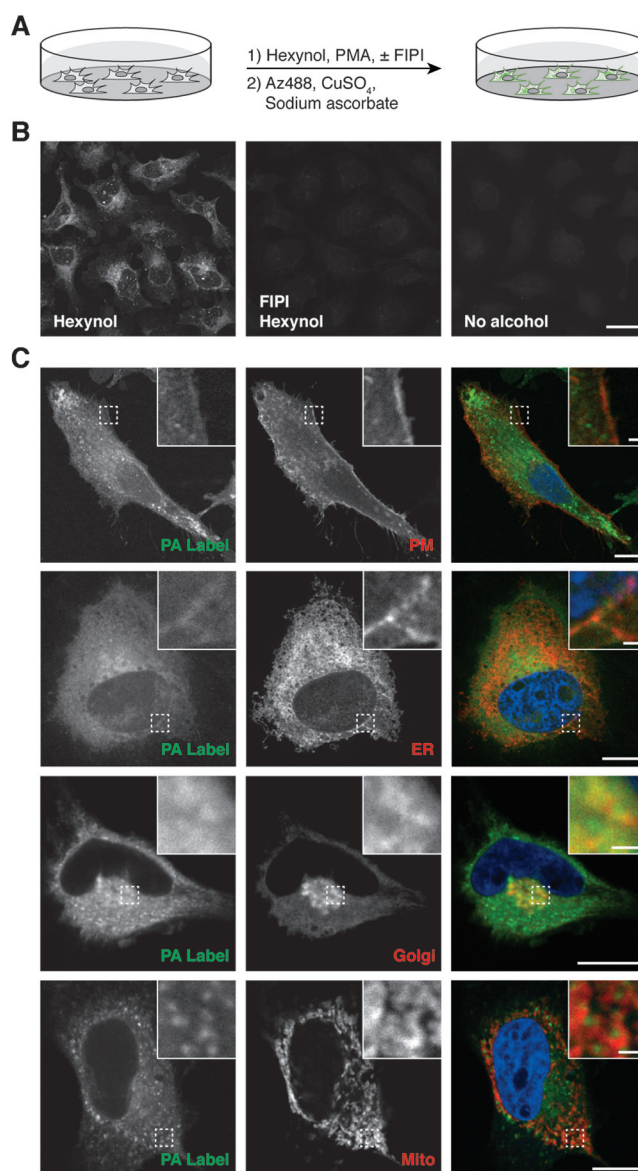 A
1) Hexynol, PMA, ± FIPI
2) Az488, CuSO₄,
Sodium ascorbate
B
Hexynol
FIPI
Hexynol
No alcohol
C
PA Label
PM
PA Label
ER
PA Label
Golgi
PA Label
Mito